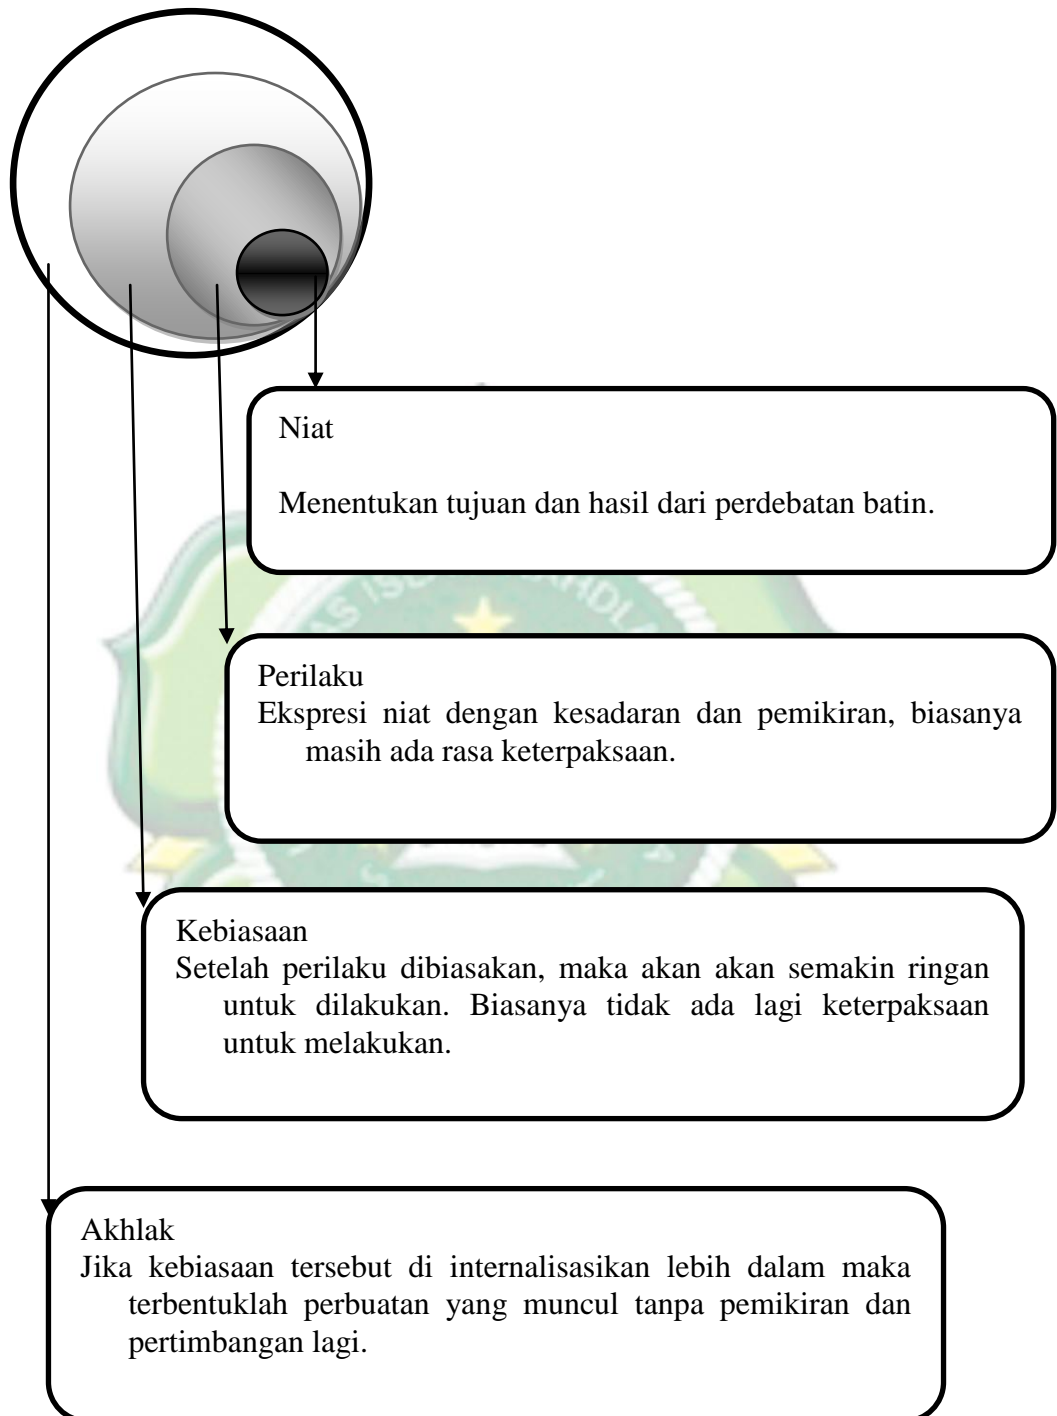 Niat
Menentukan tujuan dan hasil dari perdebatan batin.
Perilaku
Ekspresi niat dengan kesadaran dan pemikiran, biasanya
masih ada rasa keterpaksaan.
Kebiasaan
Setelah perilaku dibiasakan, maka akan akan semakin ringan
untuk dilakukan. Biasanya tidak ada lagi keterpaksaan
untuk melakukan.
Akhlak
Jika kebiasaan tersebut di internalisasikan lebih dalam maka
terbentuklah perbuatan yang muncul tanpa pemikiran dan
pertimbangan lagi.